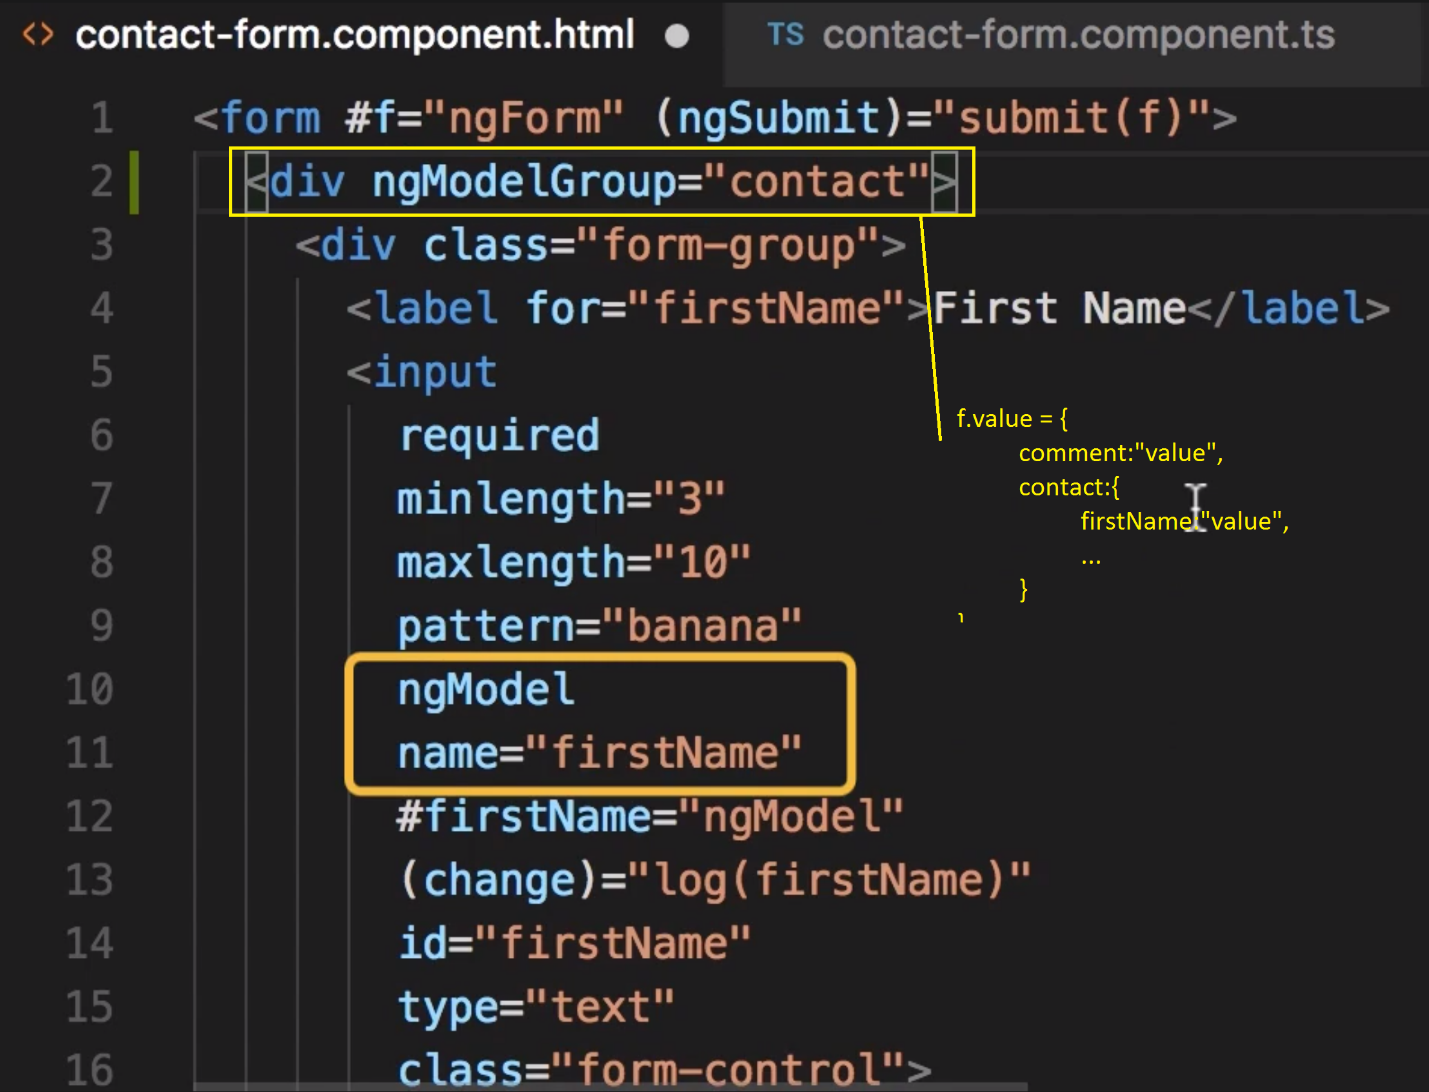 <> contact-form.component.html ● TS contact-form.component.ts
1 <form #f="ngForm" (ngSubmit)="submit(f)">
2 <div ngModelGroup="contact">
3 <div class="form-group">
4 <label for="firstName">First Name</label>
5 <input
6 required
7 minlength="3"
8 maxlength="10"
9 pattern="banana"
10 ngModel
11 name="firstName"
12 #firstName="ngModel"
13 (change)="log(firstName)"
14 id="firstName"
15 type="text"
16 class="form-control">
f.value = {
comment:"value",
contact:{
firstName:"value",
...
}